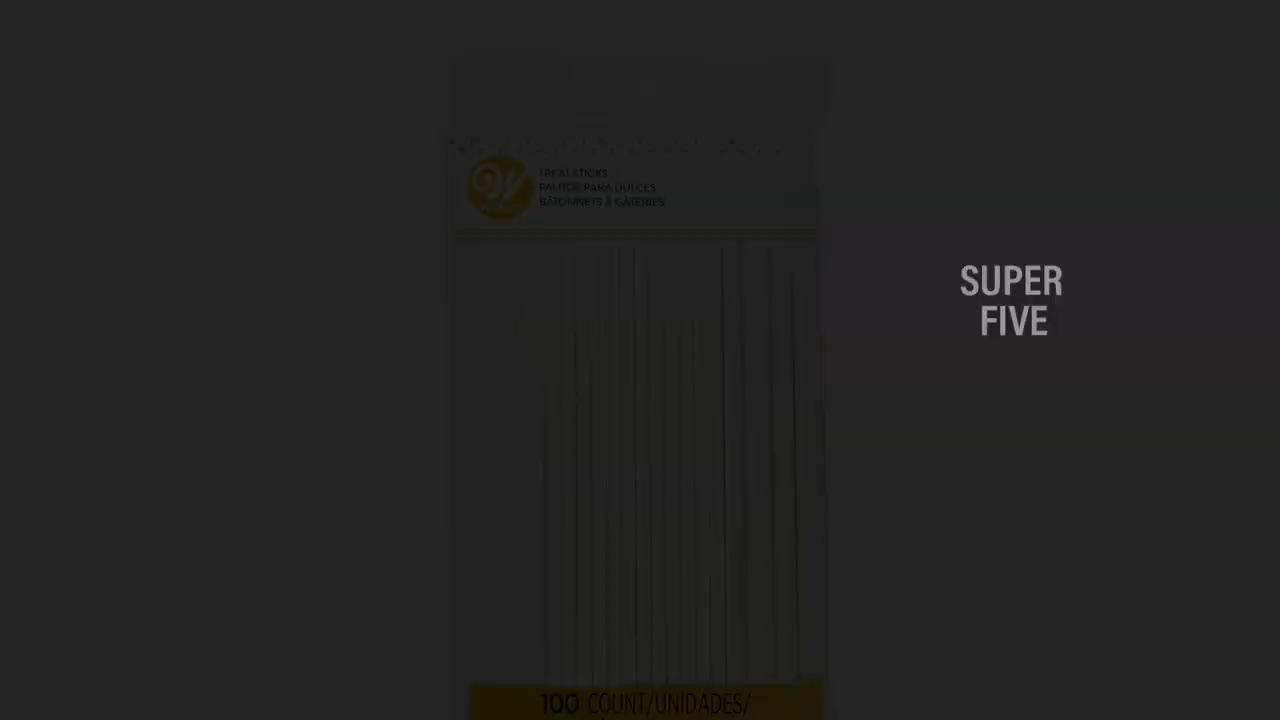 TREAT STICKS
PALITOS PARA DULCES
BÂTONNETS À GÂTERIES
SUPER
FIVE
100 COUNT/UNIDADES/